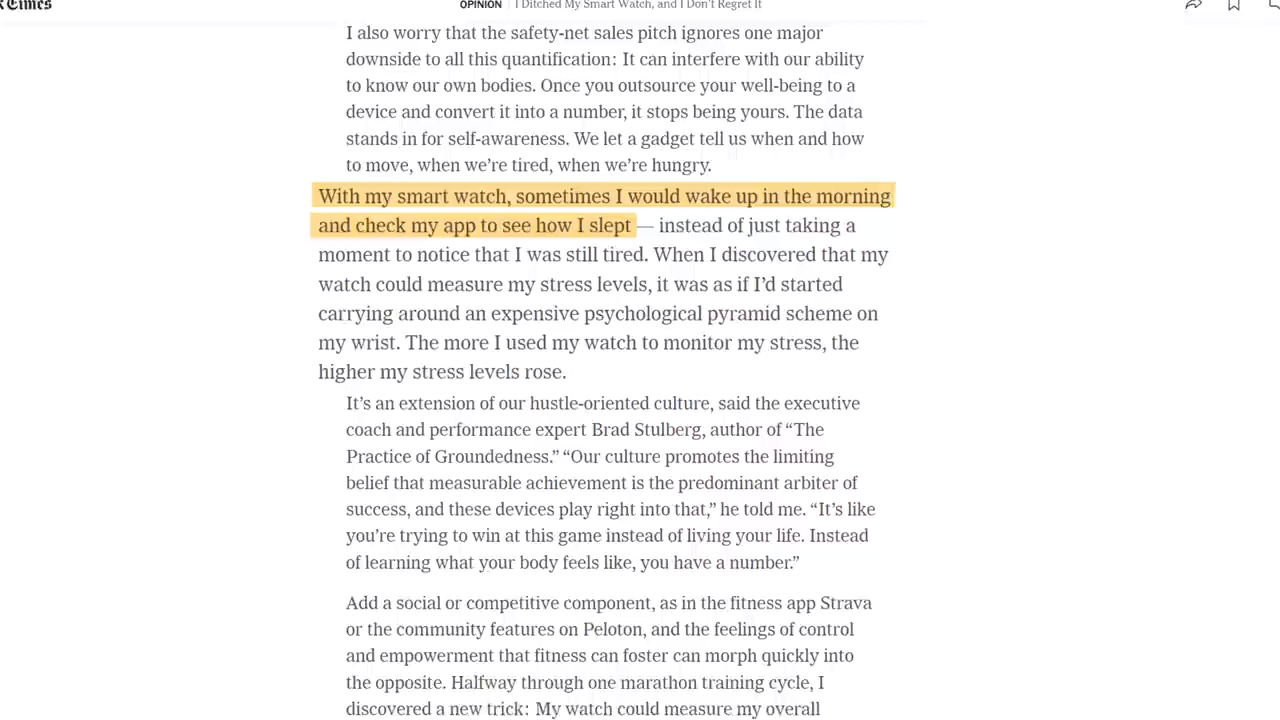 Times
OPINION I Ditched My Smart Watch, and I Don't Regret It
I also worry that the safety-net sales pitch ignores one major
downside to all this quantification: It can interfere with our ability
to know our own bodies. Once you outsource your well-being to a
device and convert it into a number, it stops being yours. The data
stands in for self-awareness. We let a gadget tell us when and how
to move, when we're tired, when we're hungry.
With my smart watch, sometimes I would wake up in the morning
and check my app to see how I slept — instead of just taking a
moment to notice that I was still tired. When I discovered that my
watch could measure my stress levels, it was as if I'd started
carrying around an expensive psychological pyramid scheme on
my wrist. The more I used my watch to monitor my stress, the
higher my stress levels rose.
It's an extension of our hustle-oriented culture, said the executive
coach and performance expert Brad Stulberg, author of “The
Practice of Groundedness.” “Our culture promotes the limiting
belief that measurable achievement is the predominant arbiter of
success, and these devices play right into that,” he told me. “It's like
you're trying to win at this game instead of living your life. Instead
of learning what your body feels like, you have a number.”
Add a social or competitive component, as in the fitness app Strava
or the community features on Peloton, and the feelings of control
and empowerment that fitness can foster can morph quickly into
the opposite. Halfway through one marathon training cycle, I
discovered a new trick: My watch could measure my overall